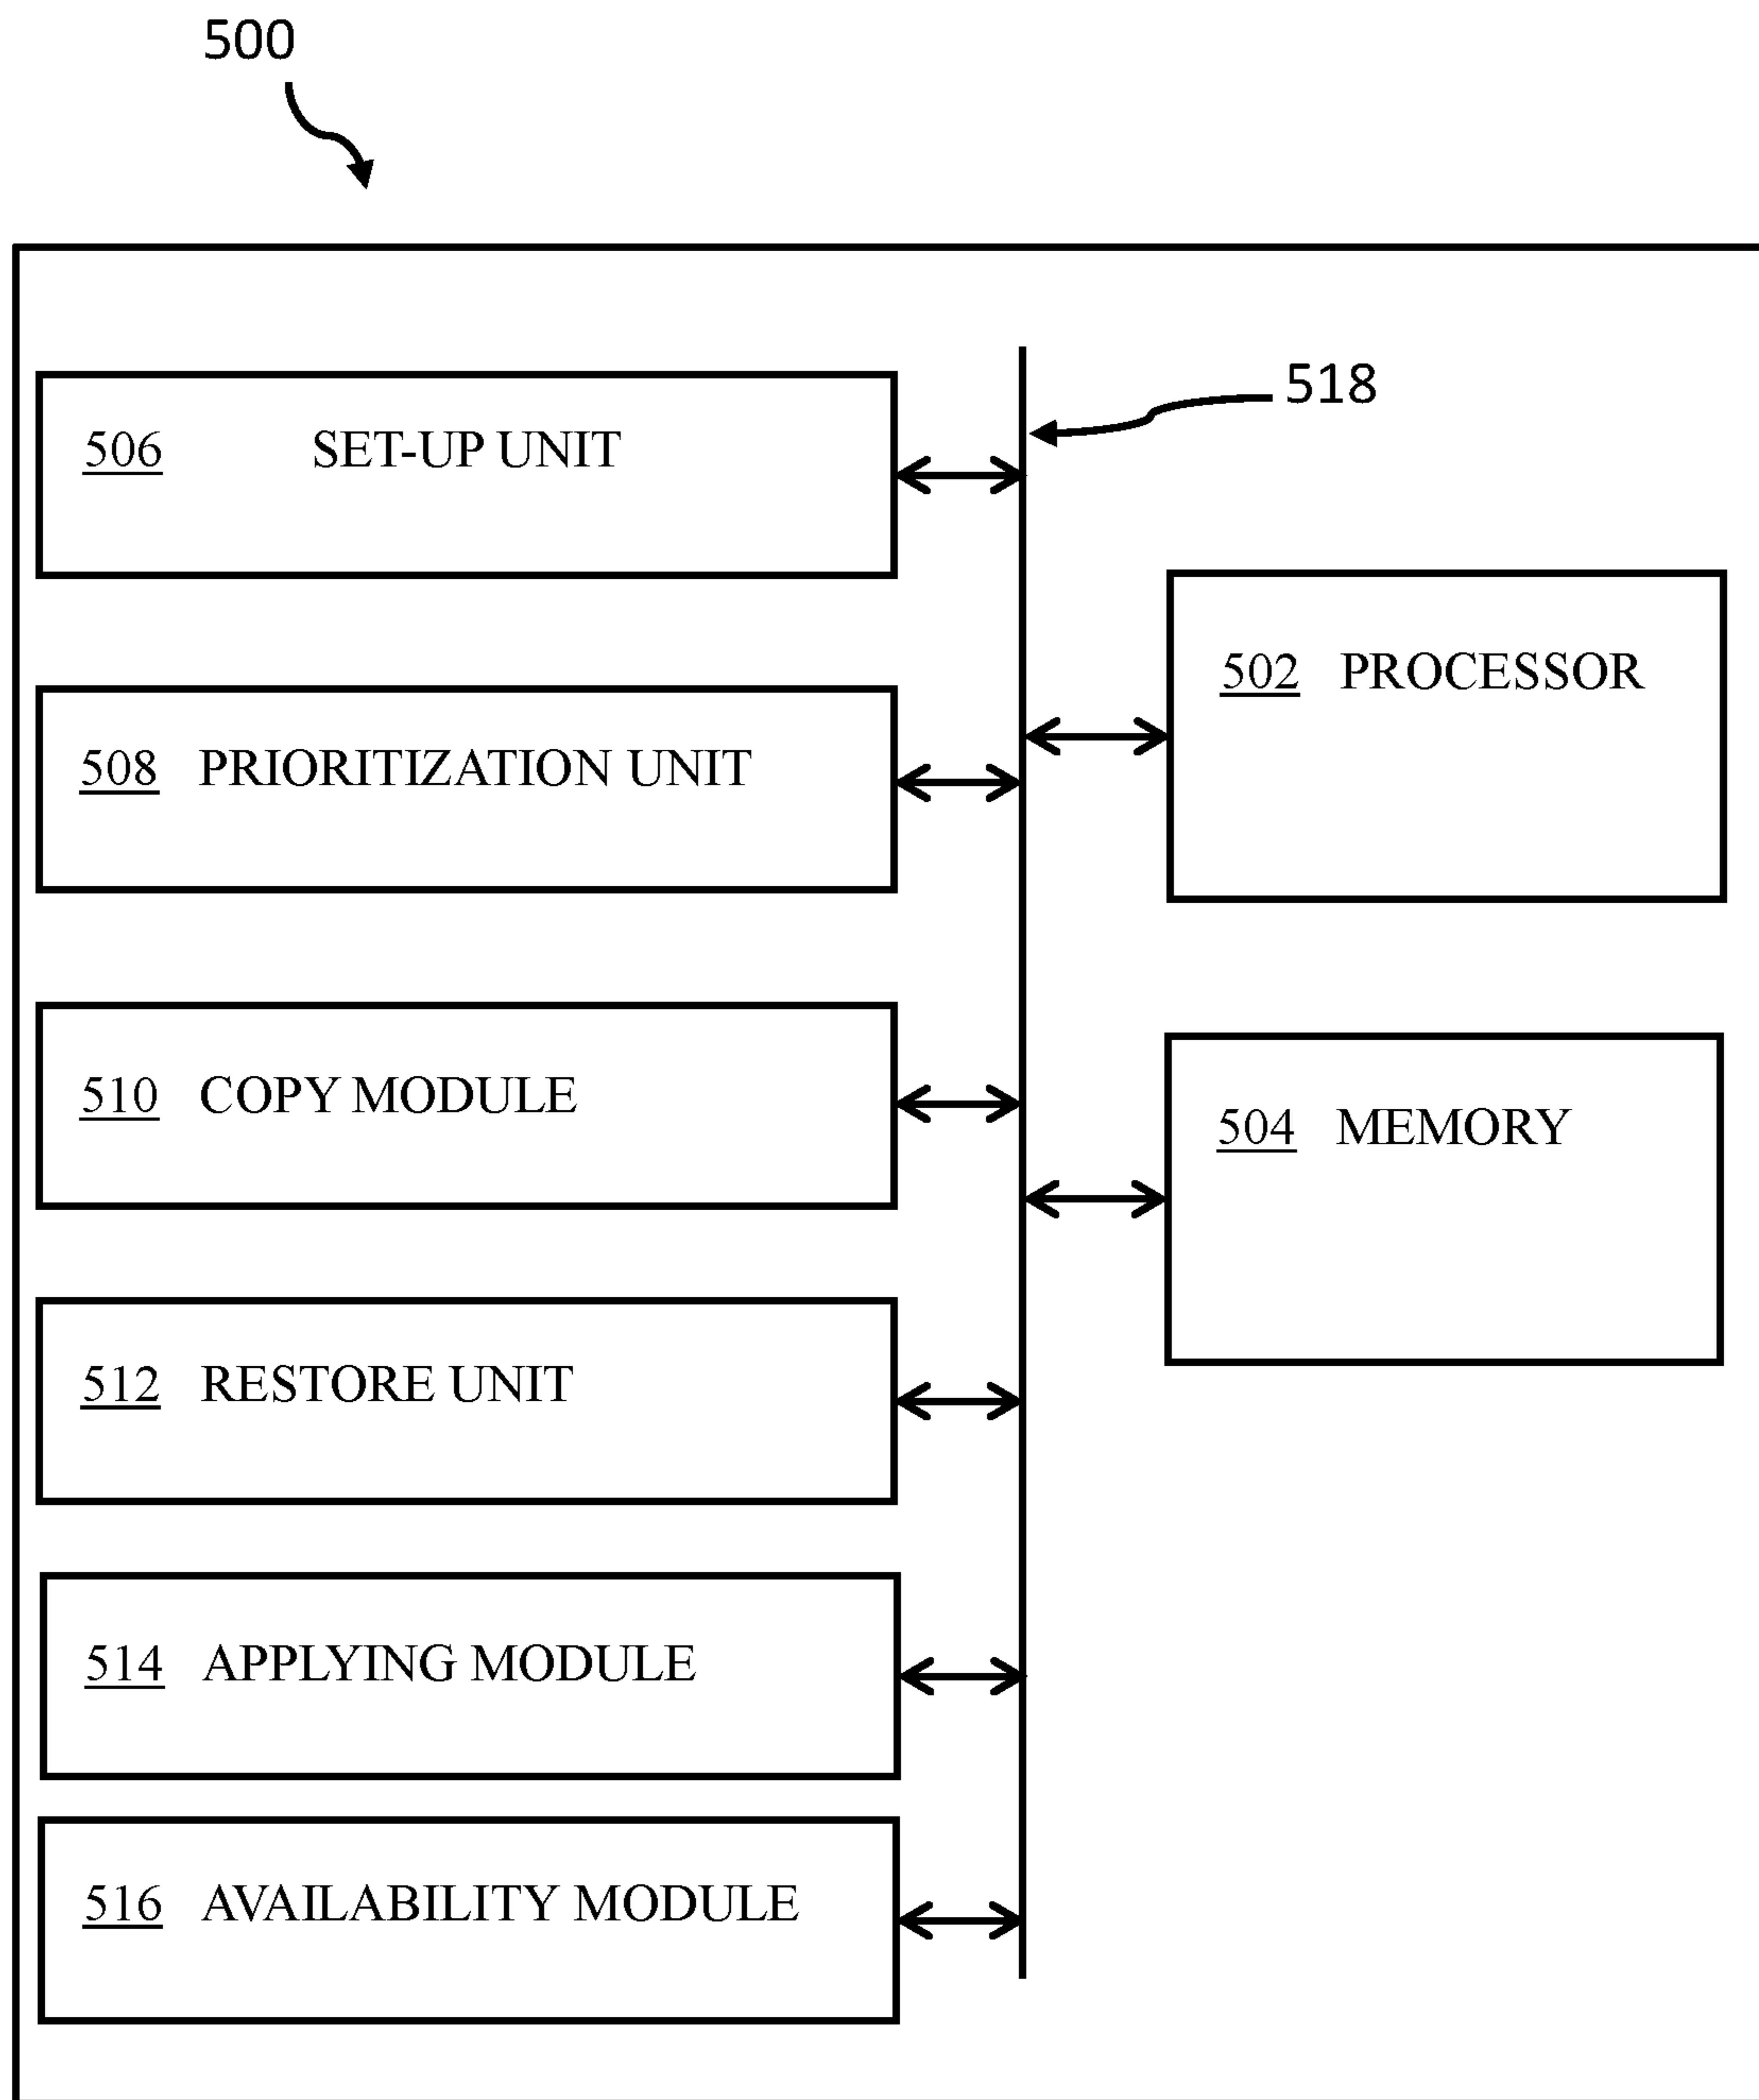 500
518
506 SET-UP UNIT
502 PROCESSOR
508 PRIORITIZATION UNIT
510 COPY MODULE
504 MEMORY
512 RESTORE UNIT
514 APPLYING MODULE
516 AVAILABILITY MODULE